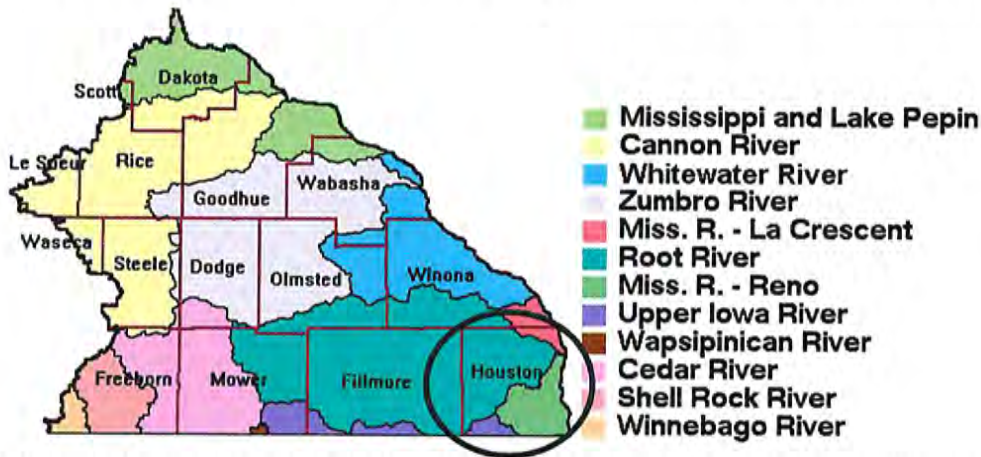 Dakota
Scott
Le Sueur
Rice
Wabasha
Goodhue
Waseca
Steele
Dodge
Olmsted
Winona
Freeborn
Mower
Fillmore
Houston
Mississippi and Lake Pepin
Cannon River
Whitewater River
Zumbro River
Miss. R. - La Crescent
Root River
Miss. R. - Reno
Upper Iowa River
Wapsipinican River
Cedar River
Shell Rock River
Winnebago River